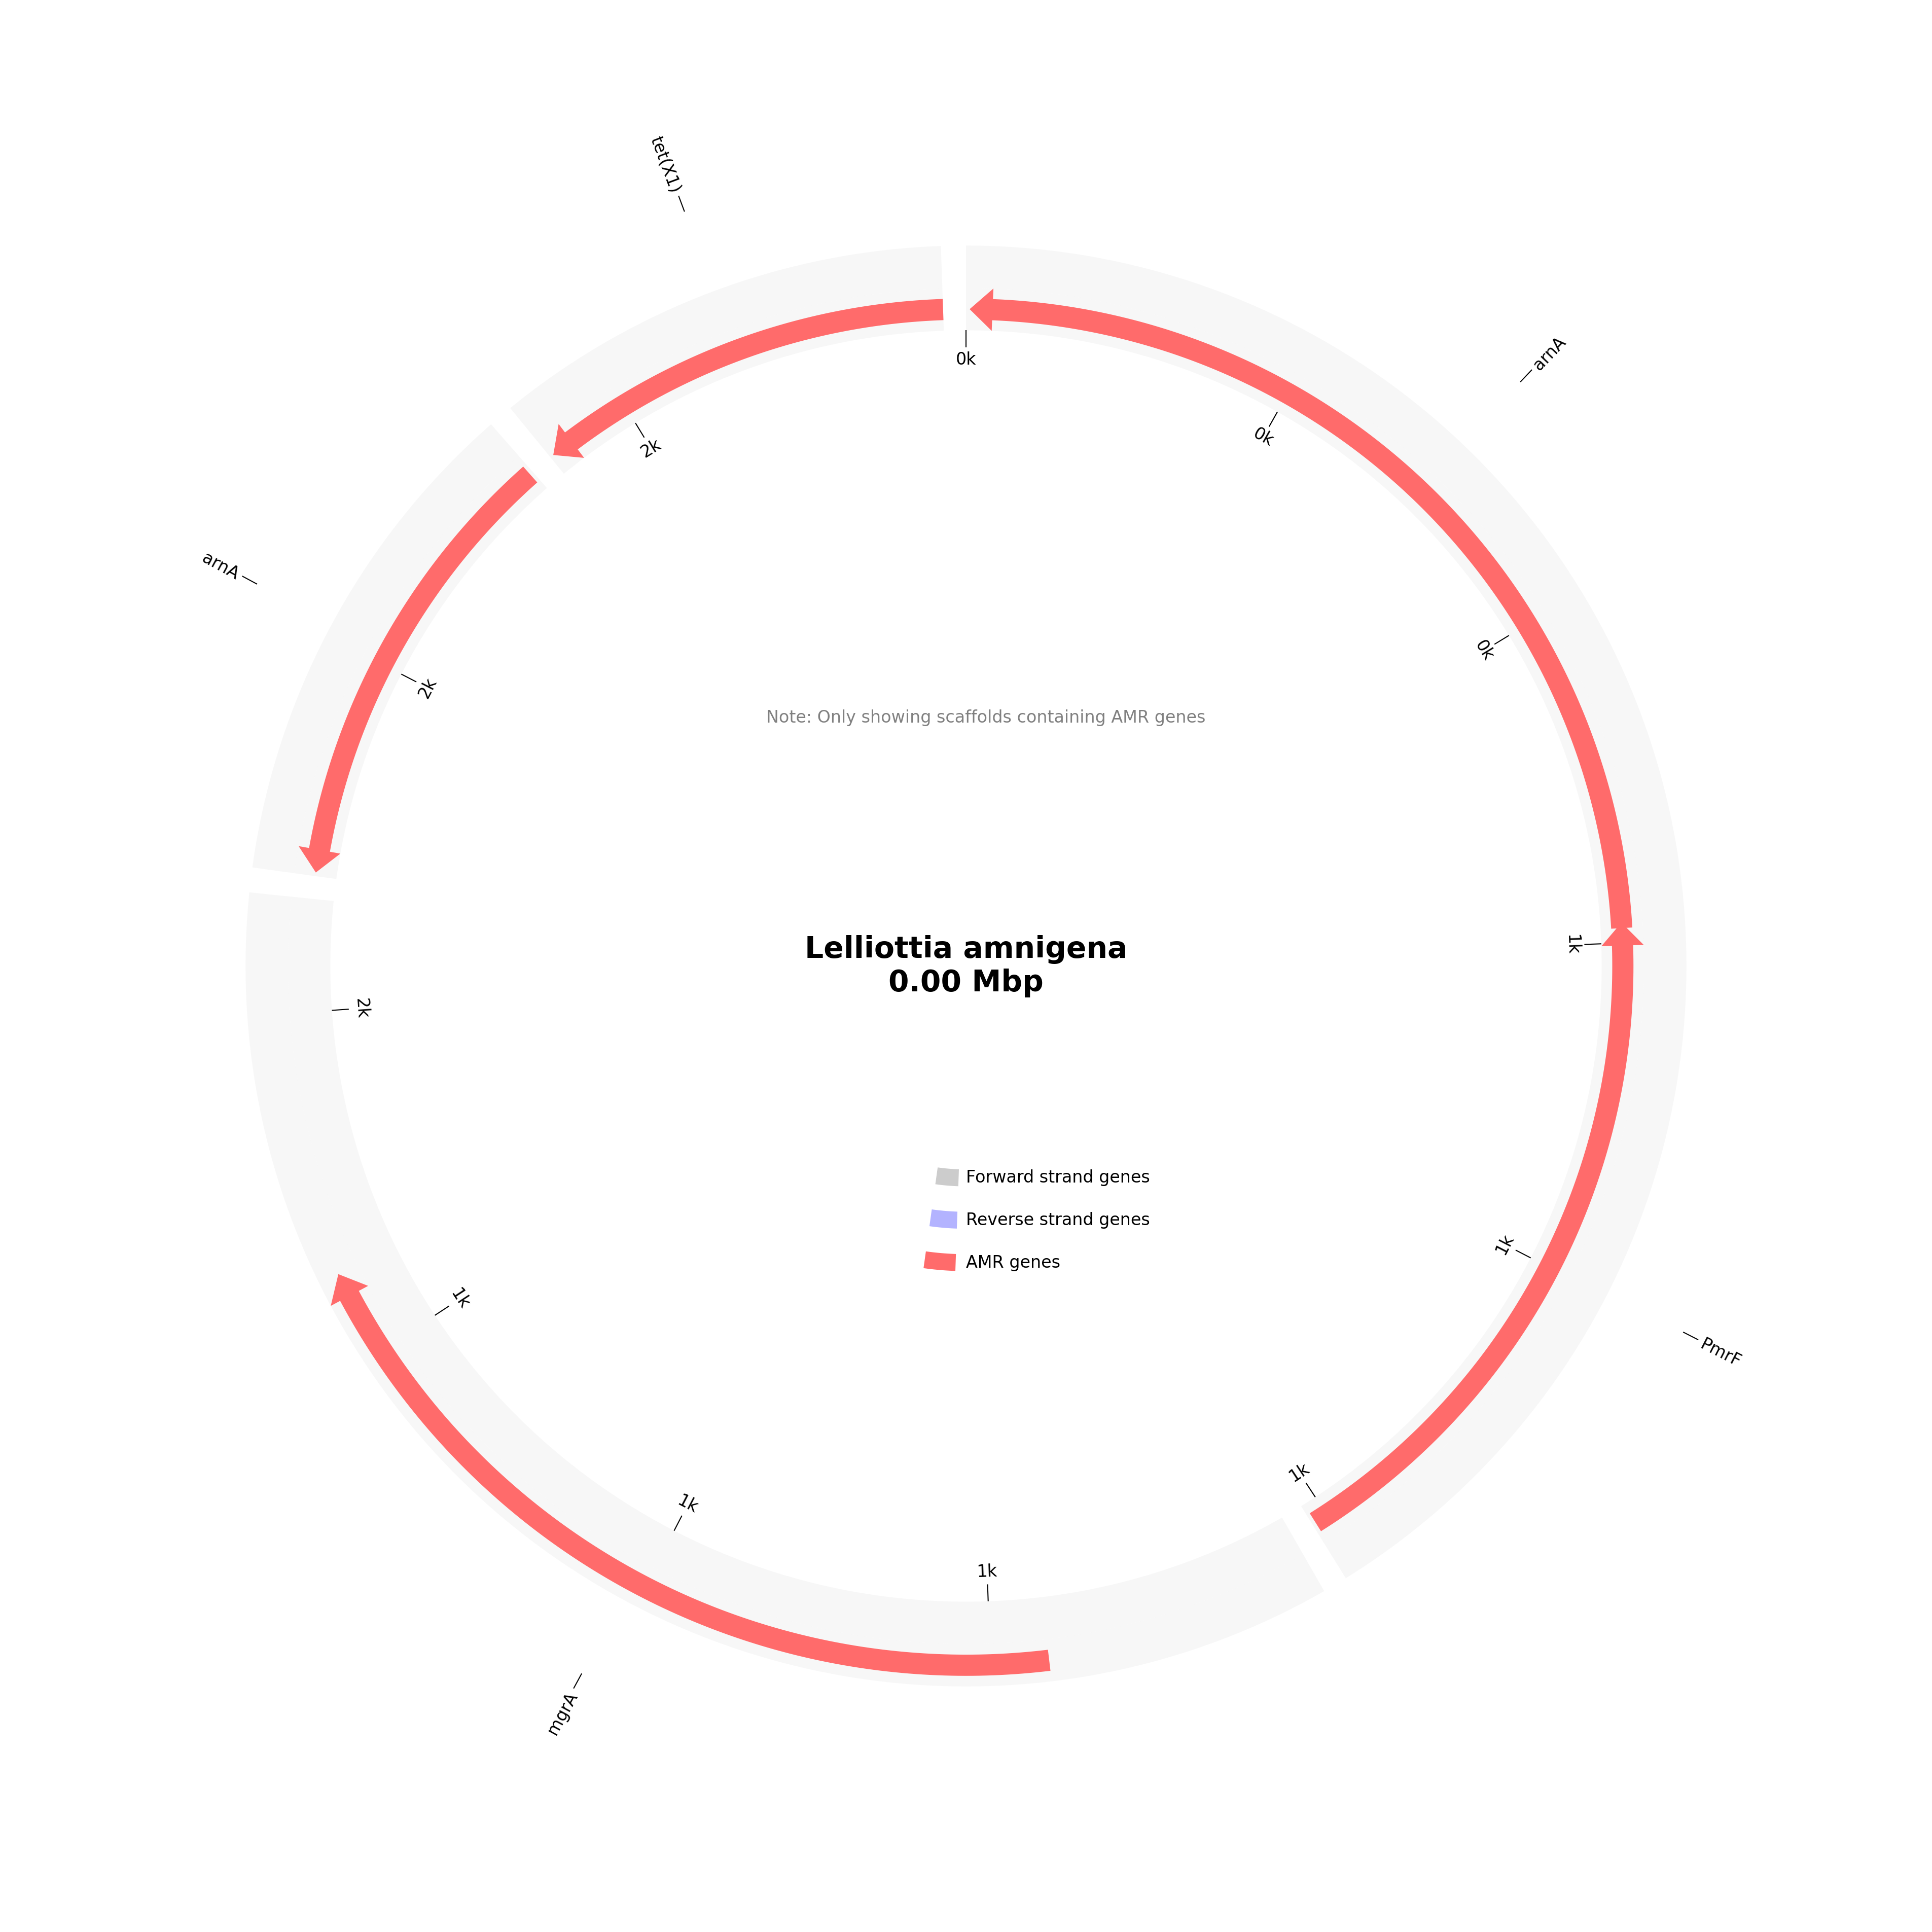 tet(X1)
arnA
arnA
0k
0k
2k
0k
2k
Note: Only showing scaffolds containing AMR genes
1k
Lelliottia amnigena
0.00 Mbp
2k
Forward strand genes
Reverse strand genes
AMR genes
1k
1k
PmrF
1k
1k
1k
mgrA